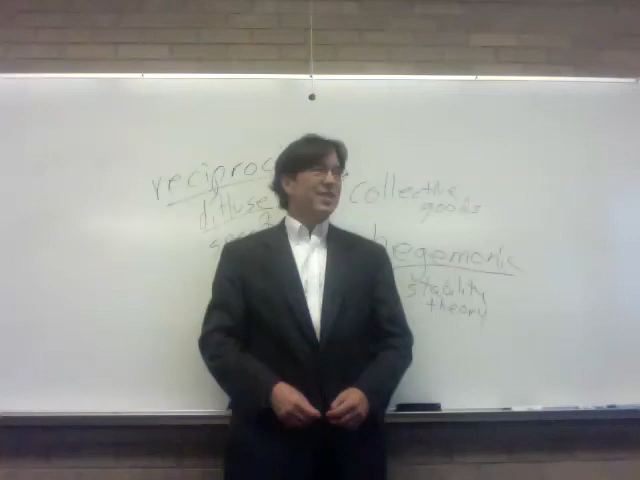 reciproc
diffuse
collective
goods
hegemonic
stability
theory